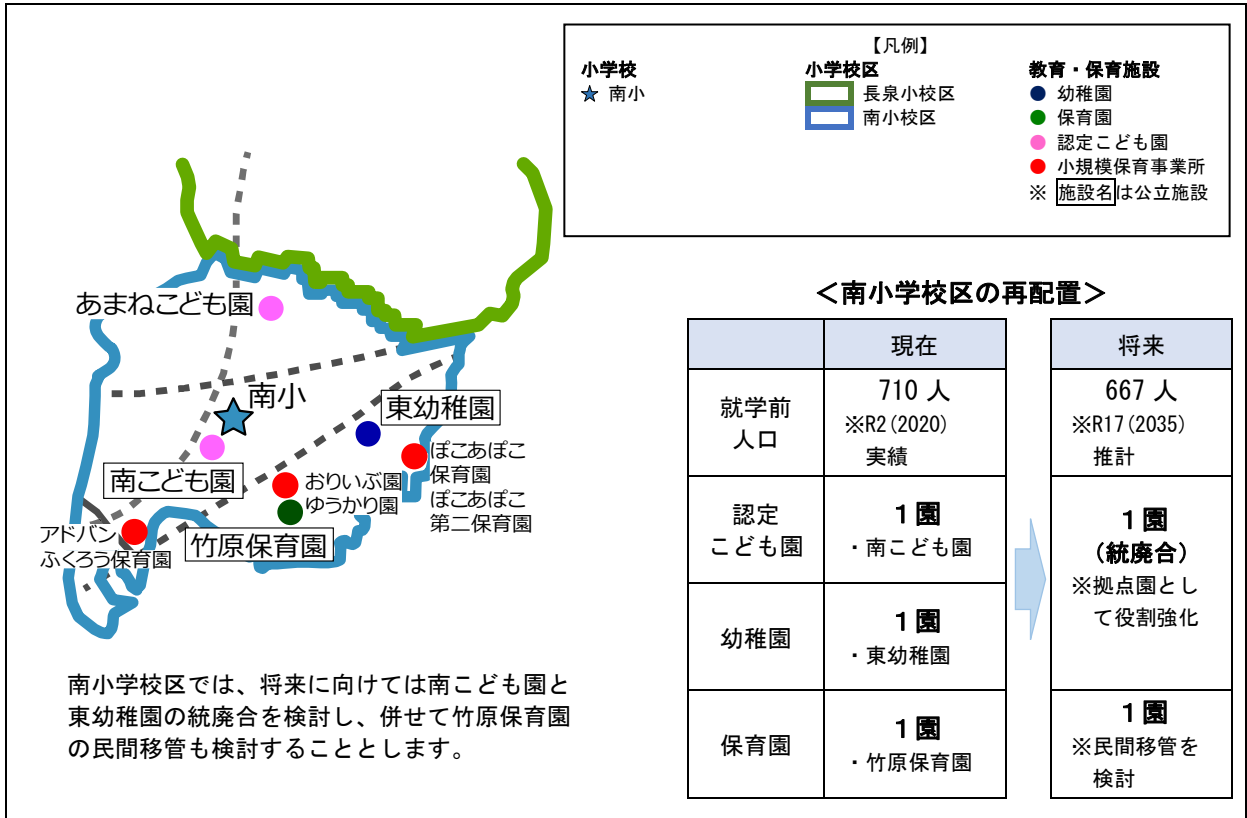 【凡例】
小学校
南小
小学校区
長泉小校区
南小校区
教育・保育施設
幼稚園
保育園
認定こども園
小規模保育事業所
※ 施設名は公立施設
あまねこども園
南小
東幼稚園
南こども園
ぽこあぽこ
保育園
ぽこあぽこ
第二保育園
おりいぶ園
ゆうかり園
竹原保育園
アドバン
ふくろう保育園
南小学校区では、将来に向けては南こども園と
東幼稚園の統廃合を検討し、併せて竹原保育園
の民間移管も検討することとします。
＜南小学校区の再配置＞
現在
将来
就学前
人口
710 人
※R2(2020)
実績
667 人
※R17(2035)
推計
認定
こども園
１園
・南こども園
１園
(統廃合)
※拠点園とし
て役割強化
幼稚園
１園
・東幼稚園
保育園
１園
・竹原保育園
１園
※民間移管を
検討